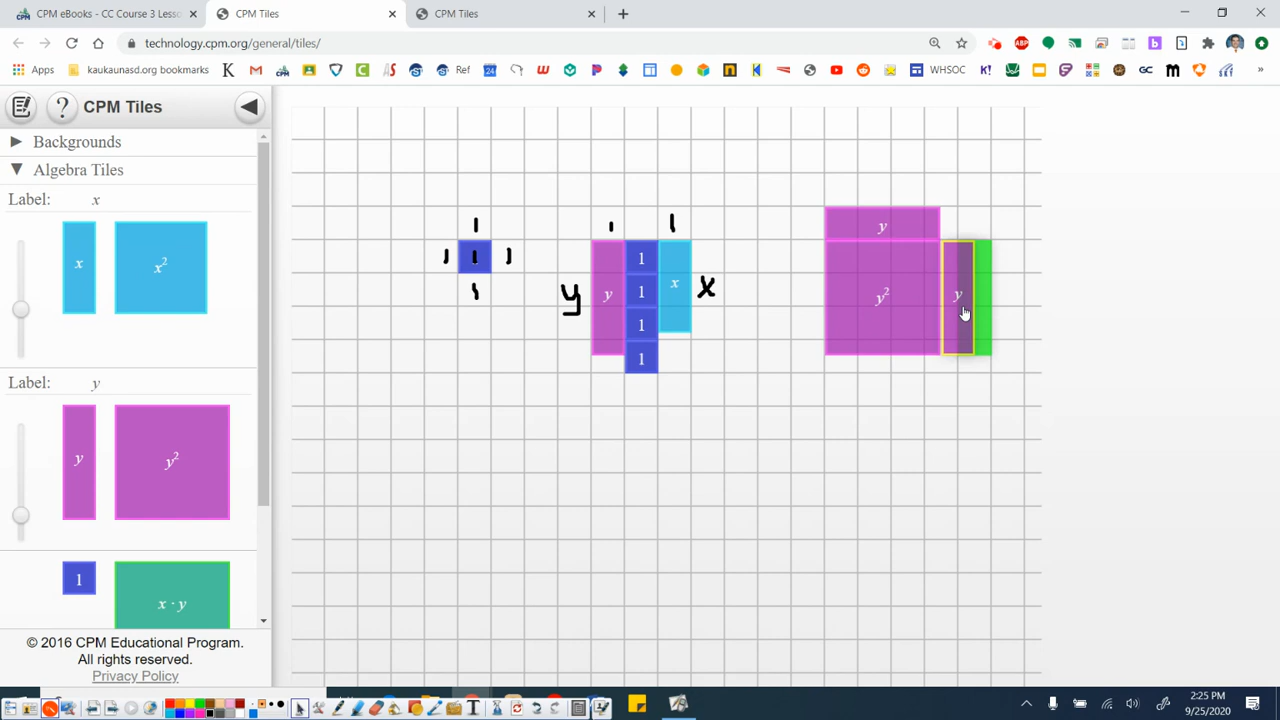 CPM eBooks - CC Course 3 Lesso
CPM Tiles
CPM Tiles
technology.cpm.org/general/tiles/
Apps
kaukaunasd.org bookmarks
Ref
WHSOC
CPM Tiles
Backgrounds
Algebra Tiles
Label: x
x
x²
Label: y
y
y²
1
x · y
© 2016 CPM Educational Program.
All rights reserved.
Privacy Policy
1
1 1 1
1
1 1
y y x x
1
1
1
1
y
y² y
2:25 PM
9/25/2020